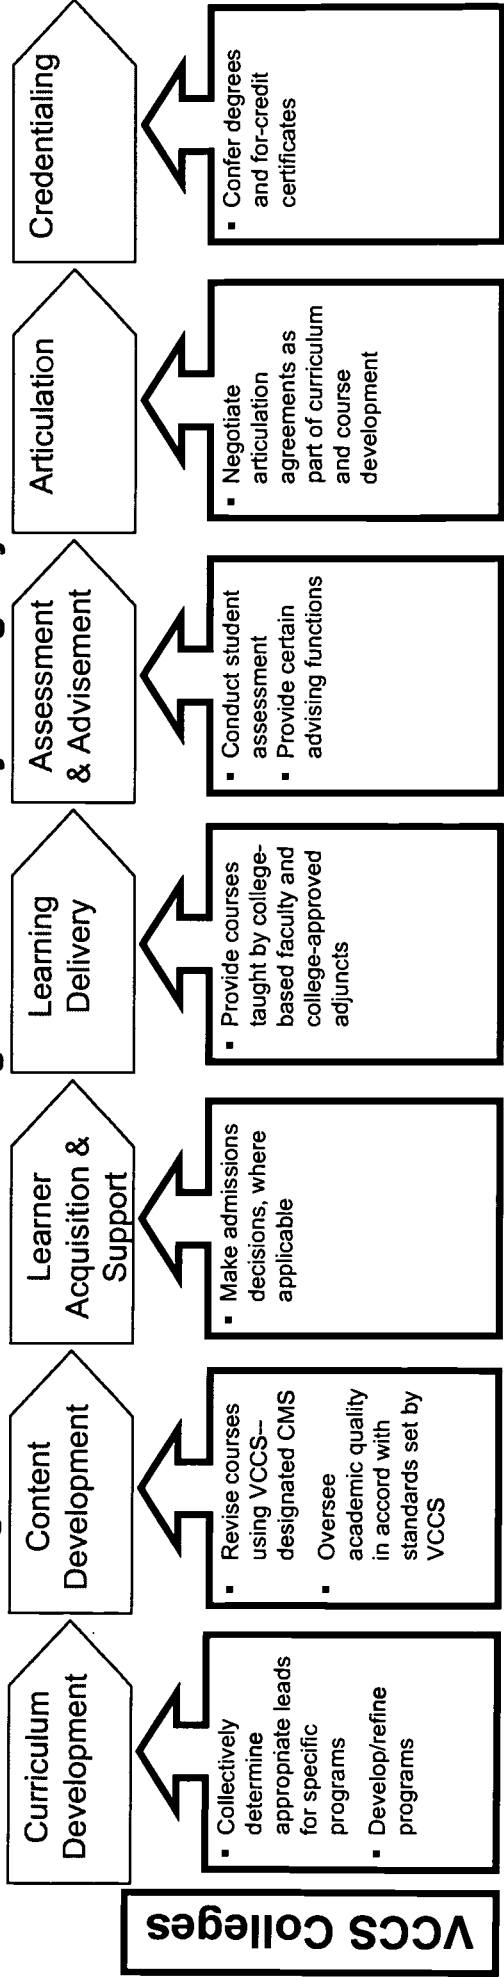 VCCS Colleges
Curriculum
Development
▪ Collectively
determine
appropriate leads
for specific
programs
▪ Develop/refine
programs
Content
Development
▪ Revise courses
using VCCS–
designated CMS
▪ Oversee
academic quality
in accord with
standards set by
VCCS
Learner
Acquisition &
Support
▪ Make admissions
decisions, where
applicable
Learning
Delivery
▪ Provide courses
taught by college-
based faculty and
college-approved
adjuncts
Assessment
& Advisement
▪ Conduct student
assessment
▪ Provide certain
advising functions
Articulation
▪ Negotiate
articulation
agreements as
part of curriculum
and course
development
Credentialing
▪ Confer degrees
and for-credit
certificates